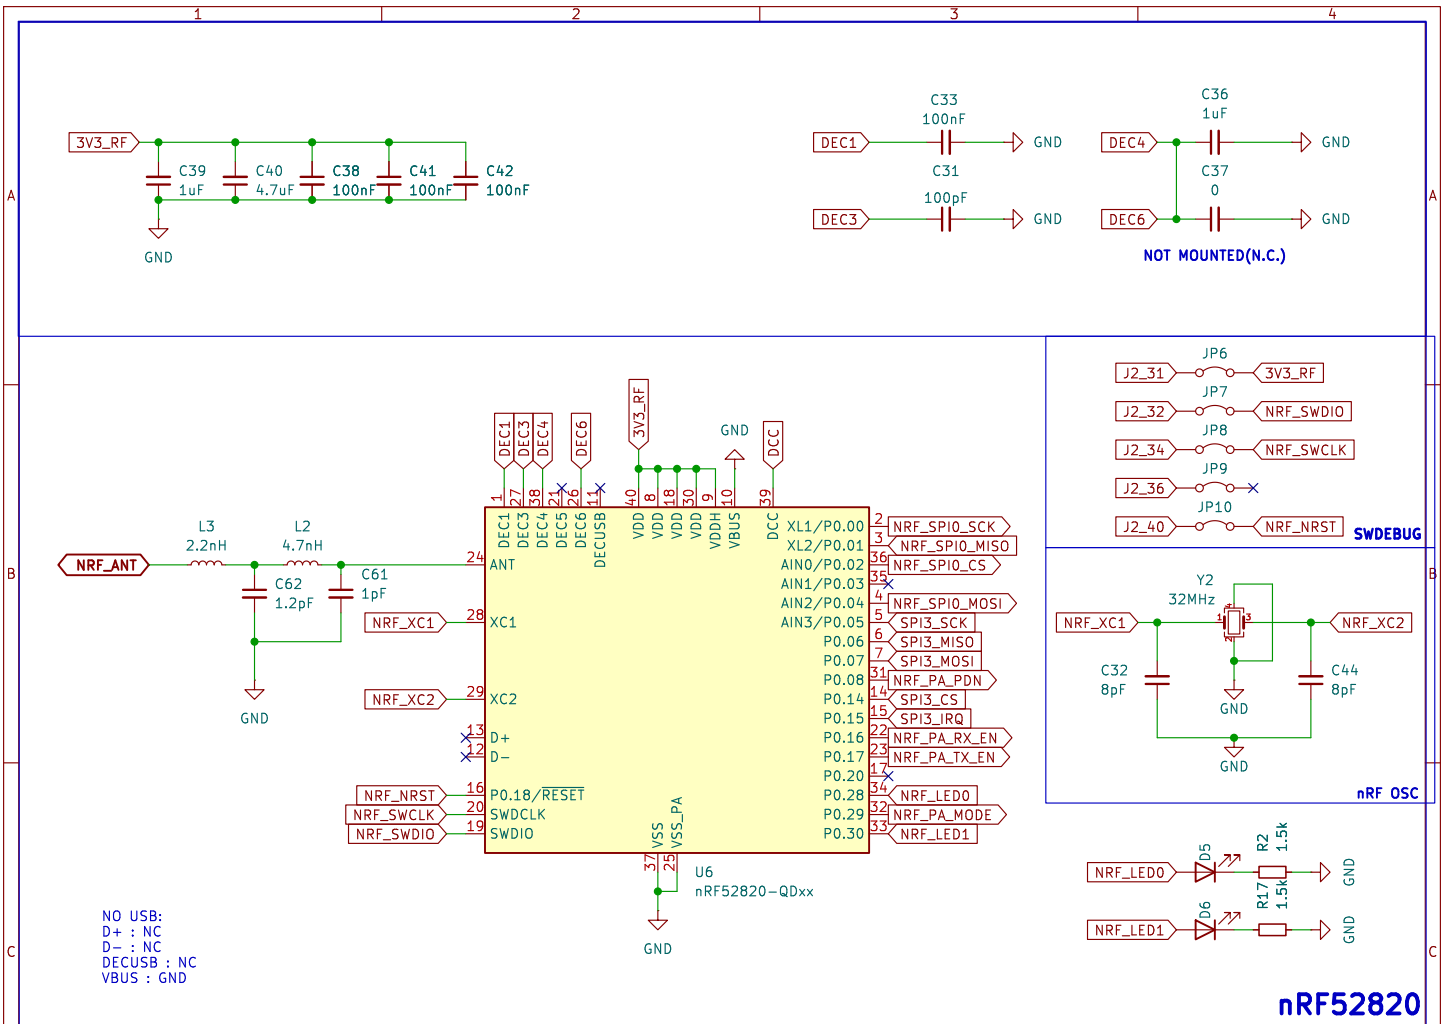 1 2 3 4
A A
B B
C C
3V3_RF
C39
1uF
C40
4.7uF
C38
100nF
C41
100nF
C42
100nF
GND
C33
100nF
DEC1
GND
C31
100pF
DEC3
GND
C36
1uF
DEC4
GND
C37
0
DEC6
GND
NOT MOUNTED(N.C.)
JP6
J2_31
3V3_RF
JP7
J2_32
NRF_SWDIO
JP8
J2_34
NRF_SWCLK
JP9
J2_36
JP10
J2_40
NRF_NRST
SWDEBUG
DEC1
DEC3
DEC4
DEC6
3V3_RF
GND
DCC
1
27
38
21
26
11
40
8
18
30
9
10
39
DEC1
DEC3
DEC4
DEC5
DEC6
DECUSB
VDD
VDD
VDD
VDD
VDDH
VBUS
DCC
L3
2.2nH
L2
4.7nH
NRF_ANT
C62
1.2pF
C61
1pF
GND
24 ANT
NRF_XC1 28 XC1
NRF_XC2 29 XC2
13 D+
12 D-
NRF_NRST 16 P0.18/RESET
NRF_SWCLK 20 SWDCLK
NRF_SWDIO 19 SWDIO
XL1/P0.00 2 NRF_SPI0_SCK
XL2/P0.01 3 NRF_SPI0_MISO
AIN0/P0.02 36 NRF_SPI0_CS
AIN1/P0.03 35
AIN2/P0.04 4 NRF_SPI0_MOSI
AIN3/P0.05 5 SPI3_SCK
P0.06 6 SPI3_MISO
P0.07 7 SPI3_MOSI
P0.08 31 NRF_PA_PDN
P0.14 14 SPI3_CS
P0.15 15 SPI3_IRQ
P0.16 22 NRF_PA_RX_EN
P0.17 23 NRF_PA_TX_EN
P0.20 17
P0.28 34 NRF_LED0
P0.29 32 NRF_PA_MODE
P0.30 33 NRF_LED1
VSS
VSS_PA
37
25
U6
nRF52820-QDxx
GND
Y2
32MHz
NRF_XC1
1
4
3
2
NRF_XC2
C32
8pF
GND
C44
8pF
GND
nRF OSC
NRF_LED0
D5
R2
1.5k
GND
NRF_LED1
D6
R17
1.5k
GND
NO USB:
D+ : NC
D- : NC
DECUSB : NC
VBUS : GND
nRF52820